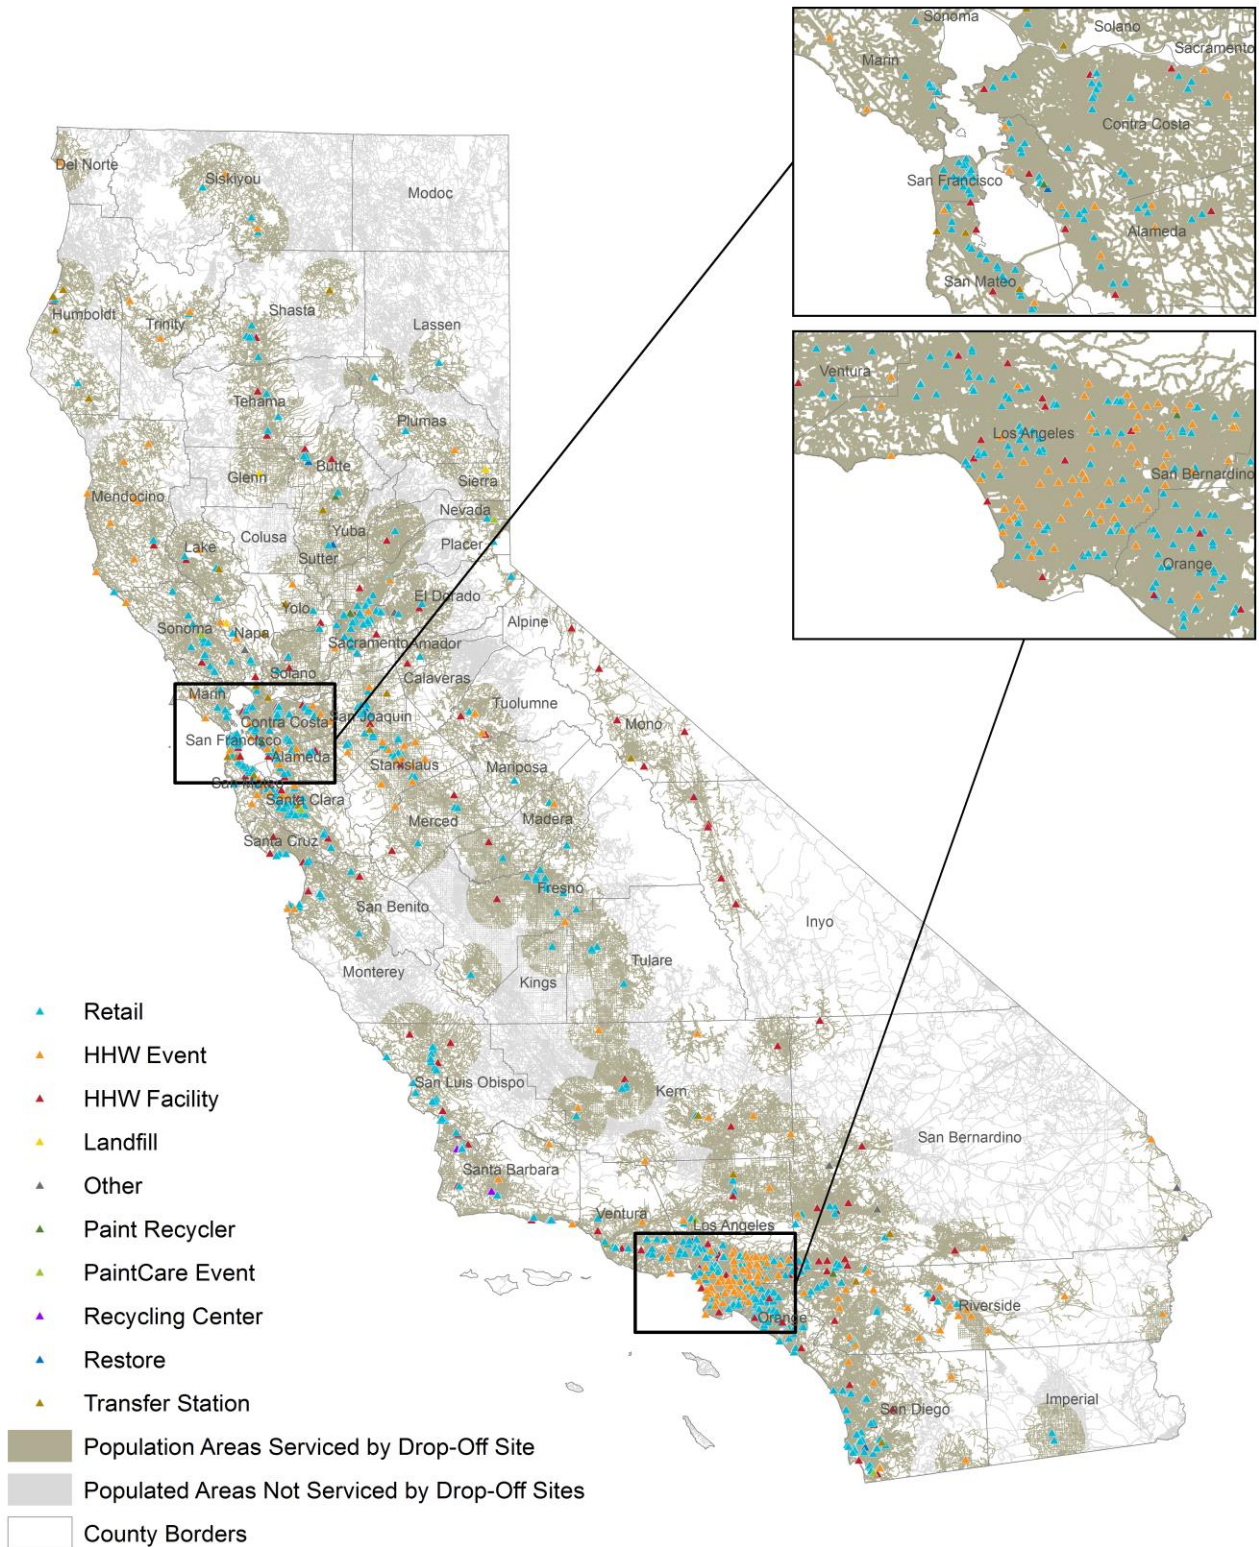 Sonoma
Solano
Sacramento
Marin
Contra Costa
San Francisco
Alameda
San Mateo
Ventura
Los Angeles
San Bernardino
Orange
Del Norte
Siskiyou
Modoc
Humboldt
Trinity
Shasta
Lassen
Tehama
Plumas
Glenn
Butte
Sierra
Mendocino
Nevada
Colusa
Yuba
Placer
Lake
Sutter
El Dorado
Yolo
Alpine
Sonoma
Napa
Sacramento
Amador
Solano
Calaveras
Marin
Tuolumne
San Joaquin
Contra Costa
Mono
San Francisco
Alameda
Stanislaus
Mariposa
San Mateo
Santa Clara
Merced
Madera
Santa Cruz
Fresno
San Benito
Inyo
Monterey
Kings
Tulare
San Luis Obispo
Kern
San Bernardino
Santa Barbara
Ventura
Los Angeles
Riverside
Orange
San Diego
Imperial
Retail
HHW Event
HHW Facility
Landfill
Other
Paint Recycler
PaintCare Event
Recycling Center
Restore
Transfer Station
Population Areas Serviced by Drop-Off Site
Populated Areas Not Serviced by Drop-Off Sites
County Borders